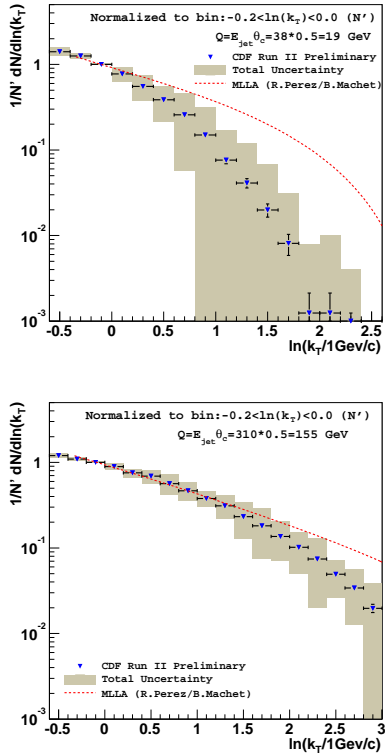 Normalized to bin:-0.2<ln(k_T)<0.0 (N')
Q=E_jet θ_c=38*0.5=19 GeV
CDF Run II Preliminary
Total Uncertainty
MLLA (R.Perez/B.Machet)
1/N' dN/dln(k_T)
1
10^-1
10^-2
10^-3
-0.5 0 0.5 1 1.5 2 2.5
ln(k_T/1Gev/c)
Normalized to bin:-0.2<ln(k_T)<0.0 (N')
Q=E_jet θ_c=310*0.5=155 GeV
1/N' dN/dln(k_T)
10
1
10^-1
10^-2
10^-3
CDF Run II Preliminary
Total Uncertainty
MLLA (R.Perez/B.Machet)
-0.5 0 0.5 1 1.5 2 2.5 3
ln(k_T/1Gev/c)